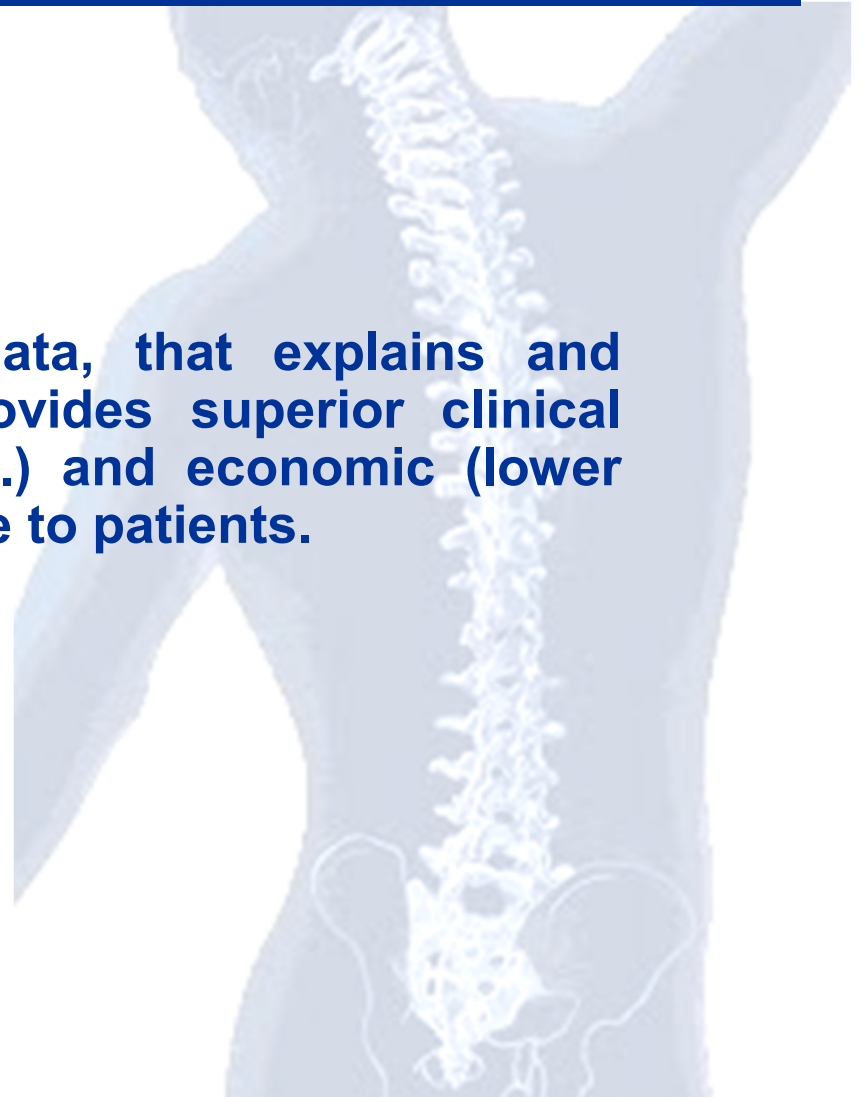 ata, that explains and
ovides superior clinical
.) and economic (lower
e to patients.